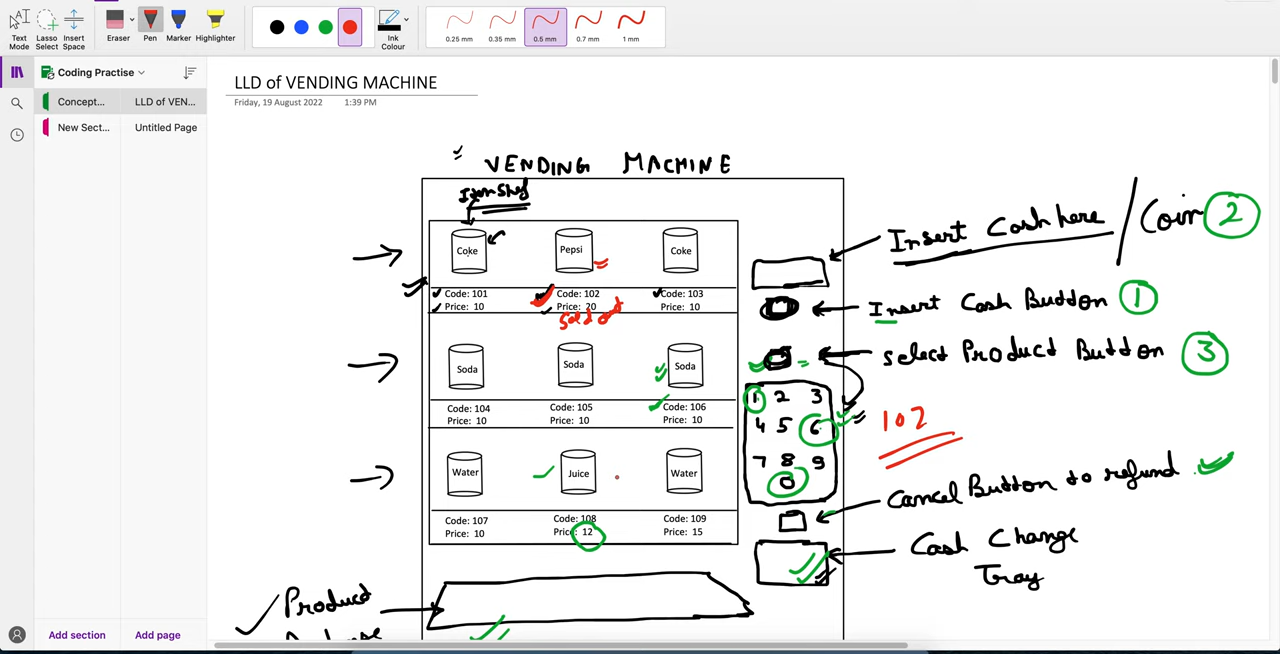 Text Mode
Lasso Select
Insert Space
Eraser
Pen
Marker
Highlighter
Ink Colour
0.25 mm
0.35 mm
0.5 mm
0.7 mm
1 mm
Coding Practise
Concept...
LLD of VEN...
New Sect...
Untitled Page
Add section
Add page
LLD of VENDING MACHINE
Friday, 19 August 2022 1:39 PM
VENDING MACHINE
Item Shelf
Coke
Pepsi
Coke
Code: 101
Price: 10
Code: 102
Price: 20
Sold out
Code: 103
Price: 10
Soda
Soda
Soda
Code: 104
Price: 10
Code: 105
Price: 10
Code: 106
Price: 10
Water
Juice
Water
Code: 107
Price: 10
Code: 108
Price: 12
Code: 109
Price: 15
Insert Cash here / Coin 2
Insert Cash Button 1
Select Product Button 3
1 2 3
4 5 6
7 8 9
0
102
Cancel Button to refund
Cash Change
Tray
Product